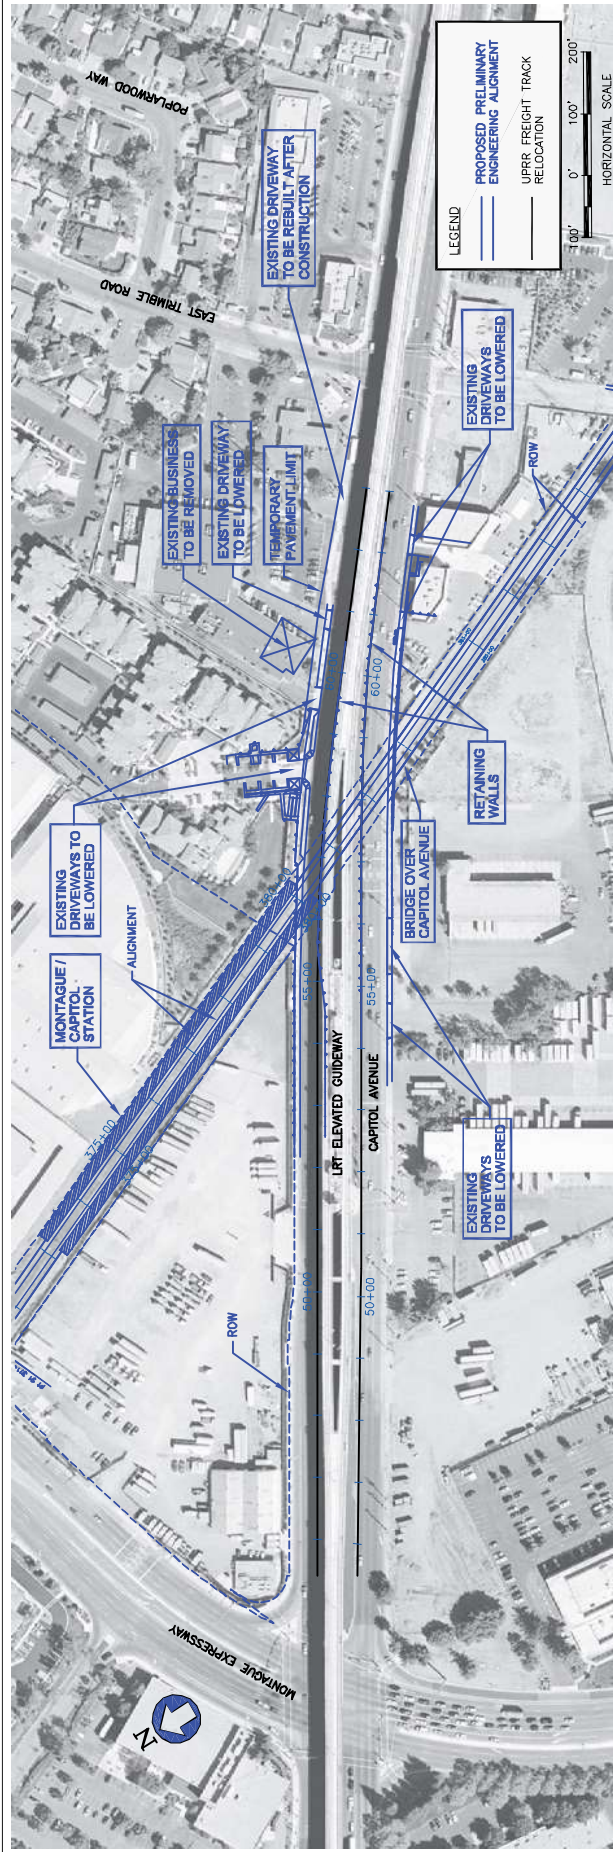 POPLARWOOD WAY
EAST TRIMBLE ROAD
EXISTING DRIVEWAY
TO BE REBUILT AFTER
CONSTRUCTION
LEGEND
PROPOSED PRELIMINARY
ENGINEERING ALIGNMENT
UPRR FREIGHT TRACK
RELOCATION
100'
0'
100'
200'
HORIZONTAL SCALE
EXISTING BUSINESS
TO BE REMOVED
EXISTING DRIVEWAY
TO BE LOWERED
TEMPORARY
PAVEMENT LIMIT
EXISTING
DRIVEWAYS
TO BE LOWERED
ROW
60+00
60+00
RETAINING
WALLS
BRIDGE OVER
CAPITOL AVENUE
EXISTING
DRIVEWAYS TO
BE LOWERED
MONTAGUE /
CAPITOL
STATION
ALIGNMENT
380+00
375+00
55+00
55+00
LRT ELEVATED GUIDEWAY
CAPITOL AVENUE
EXISTING
DRIVEWAYS
TO BE LOWERED
50+00
50+00
ROW
MONTAGUE EXPRESSWAY
N